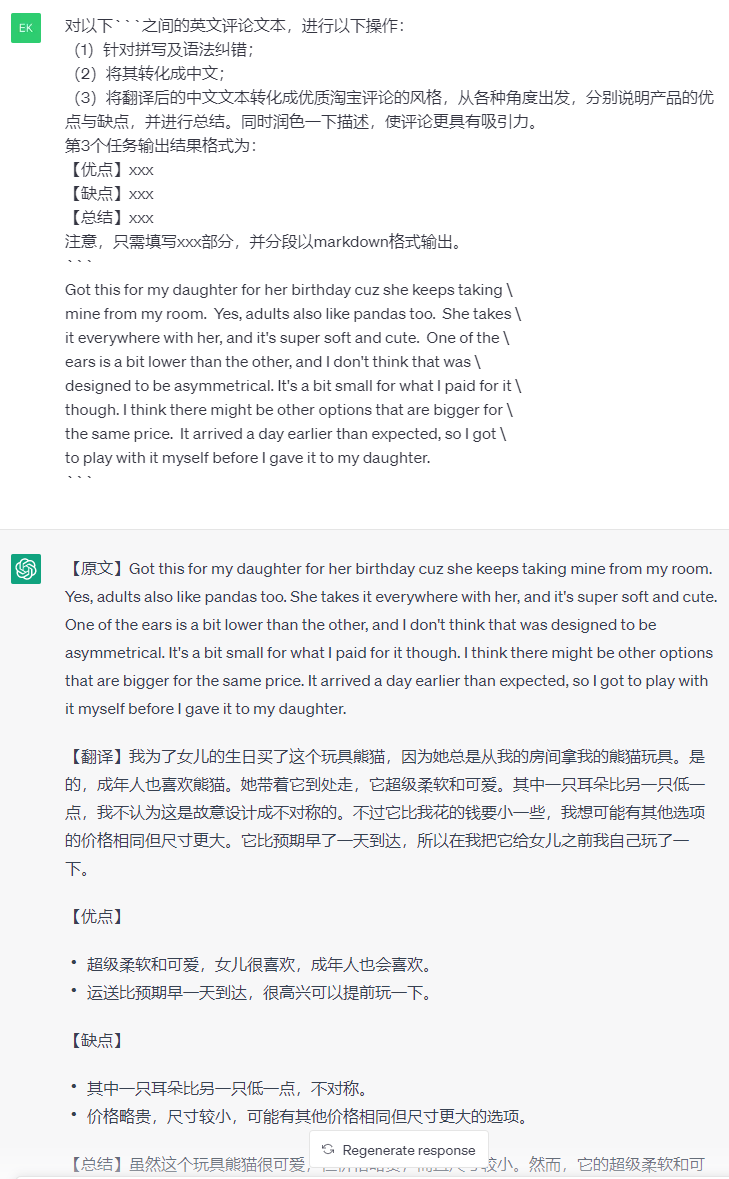 EK
对以下```之间的英文评论文本，进行以下操作：
（1）针对拼写及语法纠错；
（2）将其转化成中文；
（3）将翻译后的中文文本转化成优质淘宝评论的风格，从各种角度出发，分别说明产品的优
点与缺点，并进行总结。同时润色一下描述，使评论更具有吸引力。
第3个任务输出结果格式为：
【优点】xxx
【缺点】xxx
【总结】xxx
注意，只需填写xxx部分，并分段以markdown格式输出。
```
Got this for my daughter for her birthday cuz she keeps taking \
mine from my room.  Yes, adults also like pandas too.  She takes \
it everywhere with her, and it's super soft and cute.  One of the \
ears is a bit lower than the other, and I don't think that was \
designed to be asymmetrical. It's a bit small for what I paid for it \
though. I think there might be other options that are bigger for \
the same price.  It arrived a day earlier than expected, so I got \
to play with it myself before I gave it to my daughter.
```
【原文】Got this for my daughter for her birthday cuz she keeps taking mine from my room.
Yes, adults also like pandas too. She takes it everywhere with her, and it's super soft and cute.
One of the ears is a bit lower than the other, and I don't think that was designed to be
asymmetrical. It's a bit small for what I paid for it though. I think there might be other options
that are bigger for the same price. It arrived a day earlier than expected, so I got to play with
it myself before I gave it to my daughter.
【翻译】我为了女儿的生日买了这个玩具熊猫，因为她总是从我的房间拿我的熊猫玩具。是
的，成年人也喜欢熊猫。她带着它到处走，它超级柔软和可爱。其中一只耳朵比另一只低一
点，我不认为这是故意设计成不对称的。不过它比我花的钱要小一些，我想可能有其他选项
的价格相同但尺寸更大。它比预期早了一天到达，所以在我把它给女儿之前我自己玩了一
下。
【优点】
• 超级柔软和可爱，女儿很喜欢，成年人也会喜欢。
• 运送比预期早一天到达，很高兴可以提前玩一下。
【缺点】
• 其中一只耳朵比另一只低一点，不对称。
• 价格略贵，尺寸较小，可能有其他价格相同但尺寸更大的选项。
Regenerate response
【总结】虽然这个玩具熊猫很可爱，但价格略贵，而且尺寸较小。然而，它的超级柔软和可